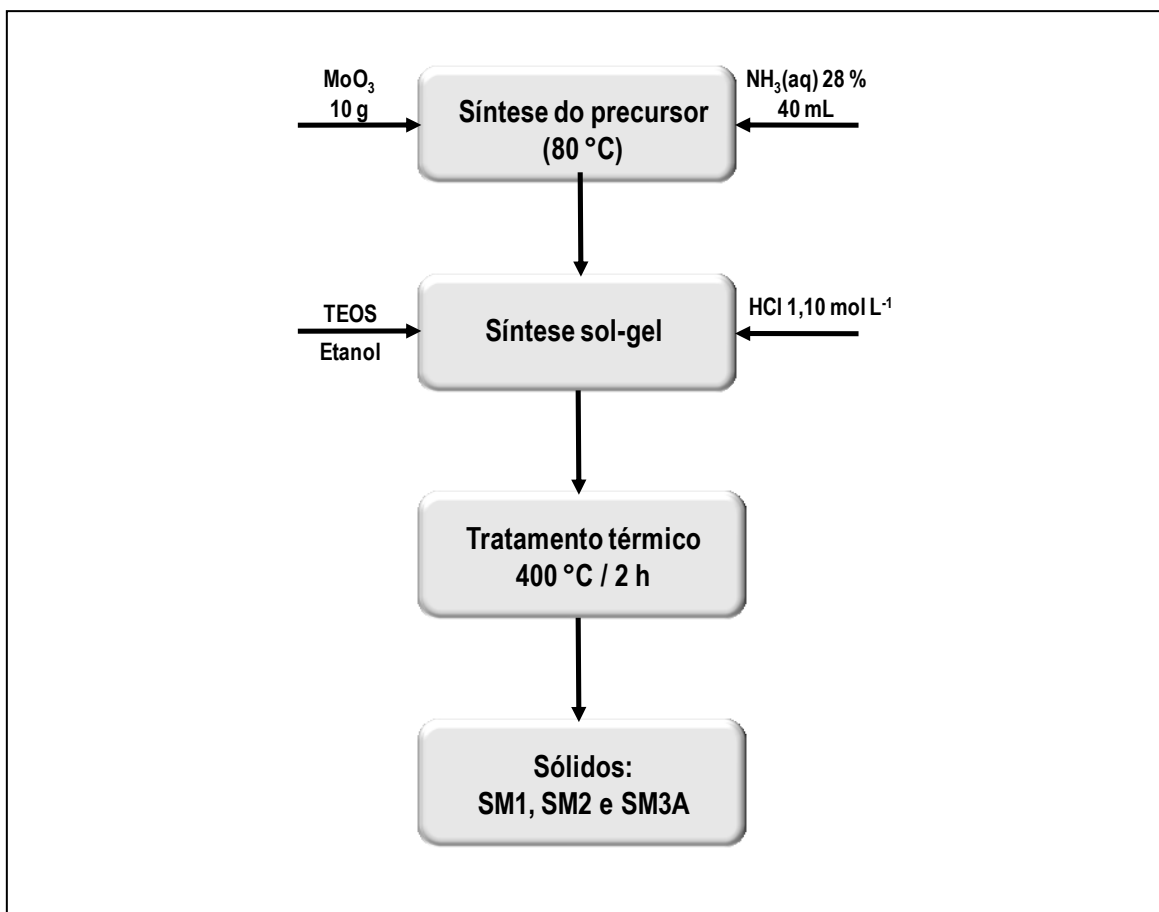 MoO₃
10 g
Síntese do precursor
(80 °C)
NH₃(aq) 28 %
40 mL
TEOS
Etanol
Síntese sol-gel
HCl 1,10 mol L⁻¹
Tratamento térmico
400 °C / 2 h
Sólidos:
SM1, SM2 e SM3A